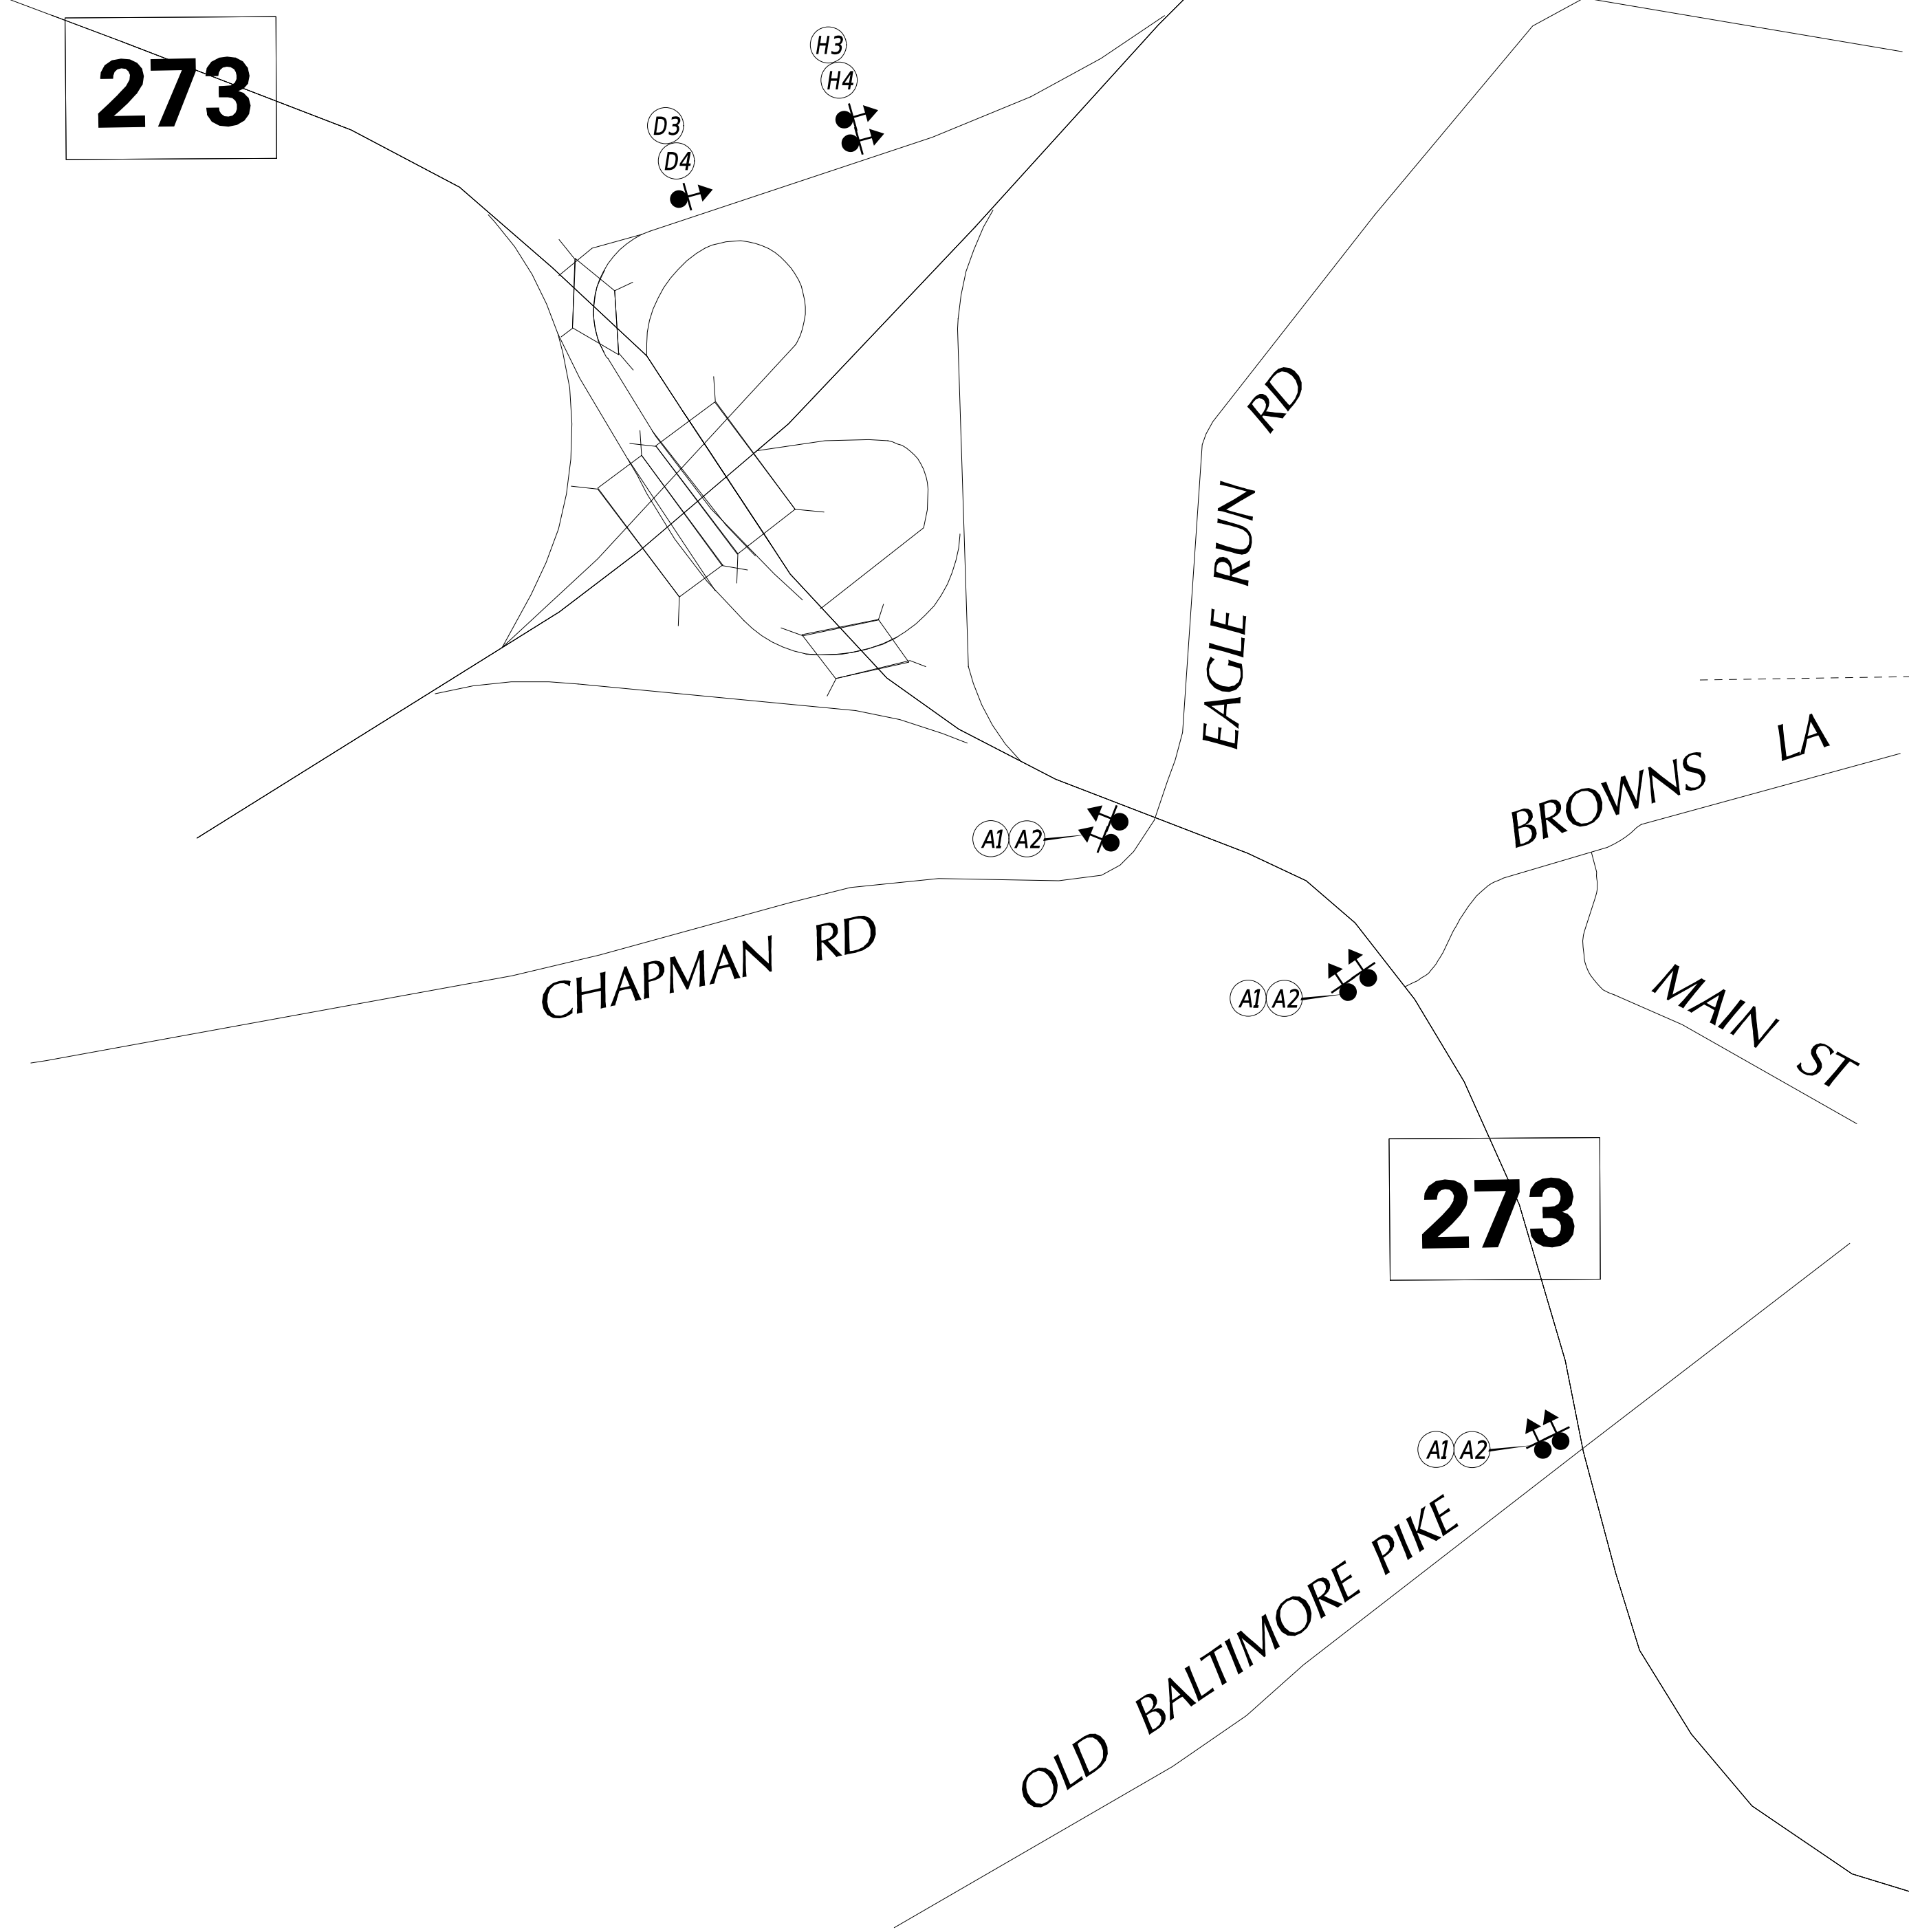 273
H3
H4
D3
D4
EAGLE RUN RD
BROWNS LA
A1 A2
CHAPMAN RD
A1 A2
MAIN ST
273
A1 A2
OLD BALTIMORE PIKE